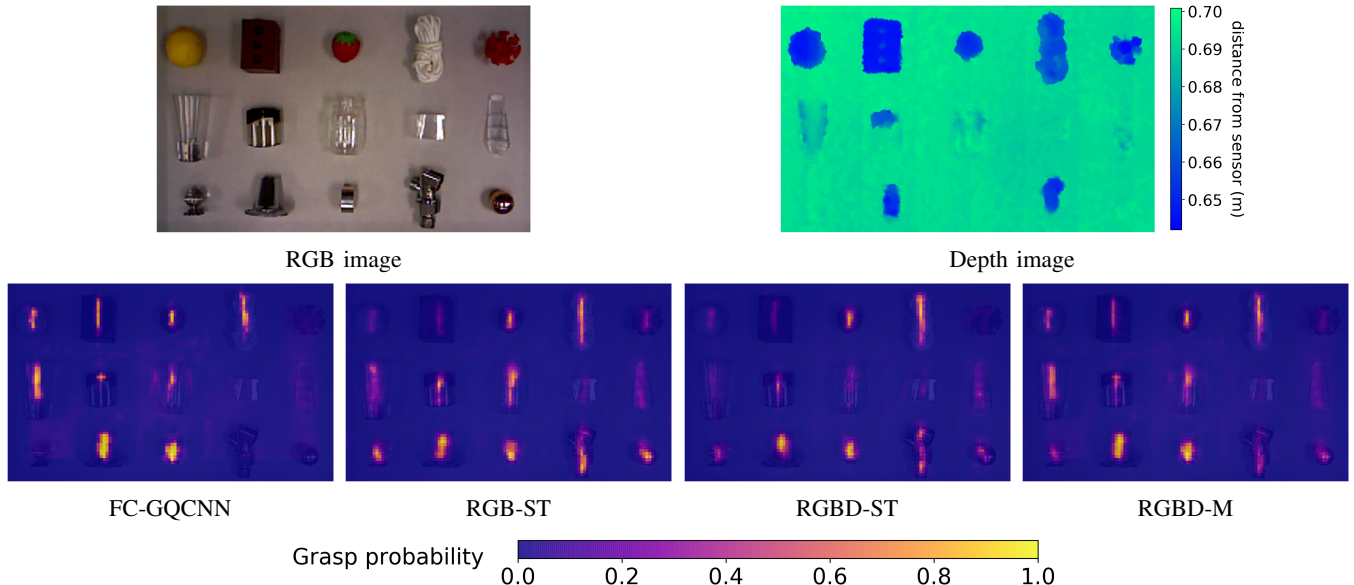 0.70
0.69
0.68
0.67
0.66
0.65
distance from sensor (m)
RGB image
Depth image
FC-GQCNN
RGB-ST
RGBD-ST
RGBD-M
Grasp probability
0.0
0.2
0.4
0.6
0.8
1.0